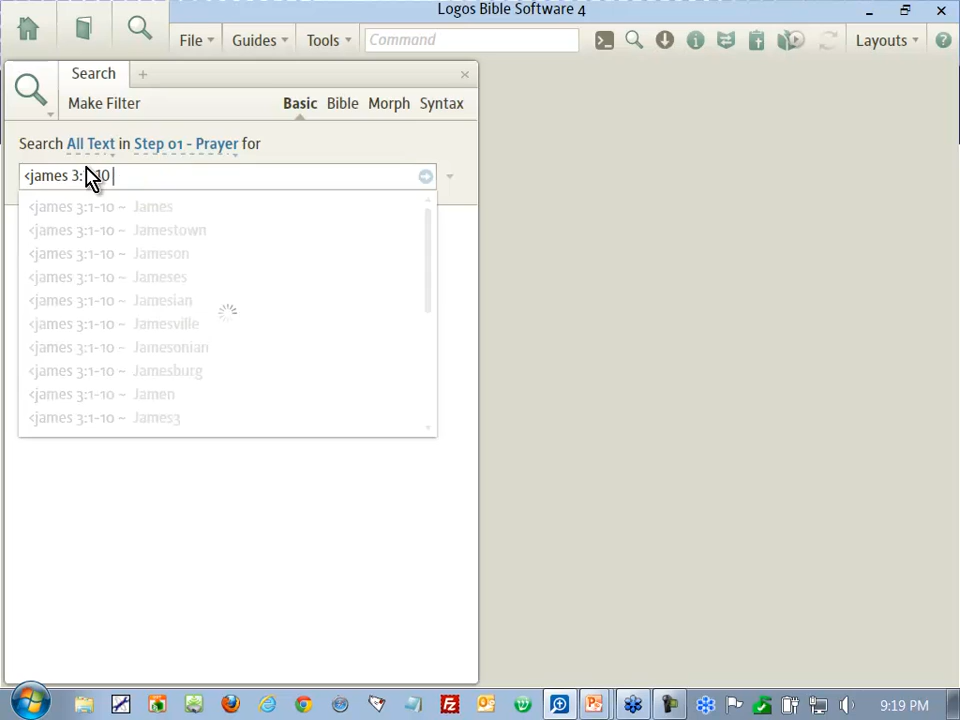 Logos Bible Software 4
File Guides Tools Command Layouts
Search
Make Filter Basic Bible Morph Syntax
Search All Text in Step 01 - Prayer for
<james 3:1-10
<james 3:1-10 ~ James
<james 3:1-10 ~ Jamestown
<james 3:1-10 ~ Jameson
<james 3:1-10 ~ Jameses
<james 3:1-10 ~ Jamesian
<james 3:1-10 ~ Jamesville
<james 3:1-10 ~ Jamesonian
<james 3:1-10 ~ Jamesburg
<james 3:1-10 ~ Jamen
<james 3:1-10 ~ James3
9:19 PM